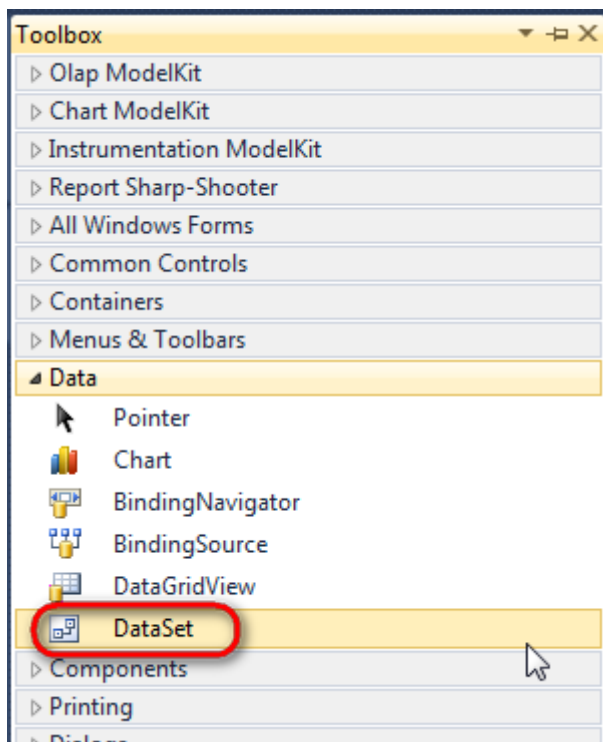 Toolbox
Olap ModelKit
Chart ModelKit
Instrumentation ModelKit
Report Sharp-Shooter
All Windows Forms
Common Controls
Containers
Menus & Toolbars
Data
Pointer
Chart
BindingNavigator
BindingSource
DataGridView
DataSet
Components
Printing